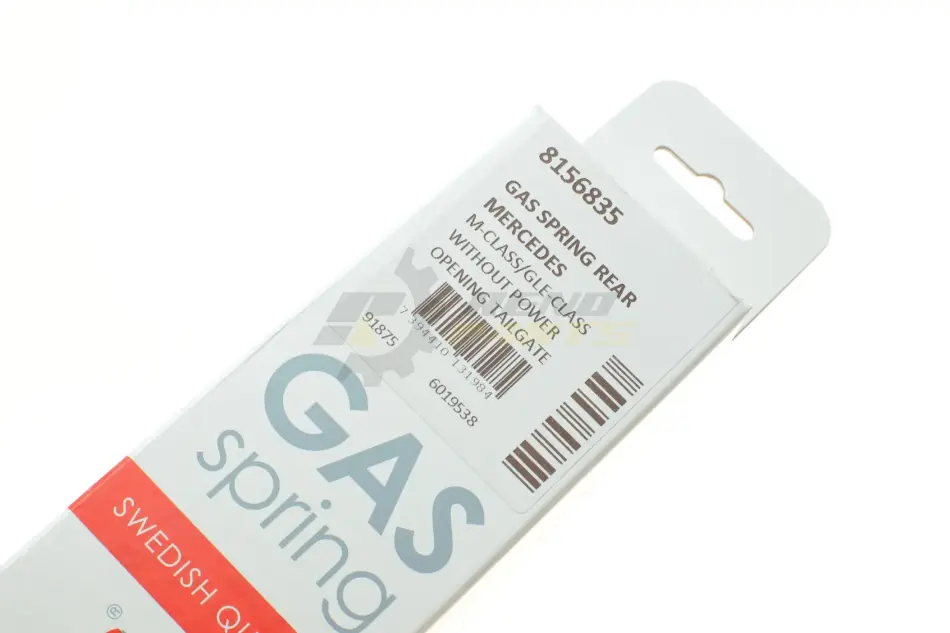 8156835
GAS SPRING REAR
MERCEDES
M-CLASS/GLE-CLASS
WITHOUT POWER
OPENING TAILGATE
91875
7 394410 131984
6019538
GAS
spring
SWEDISH
®